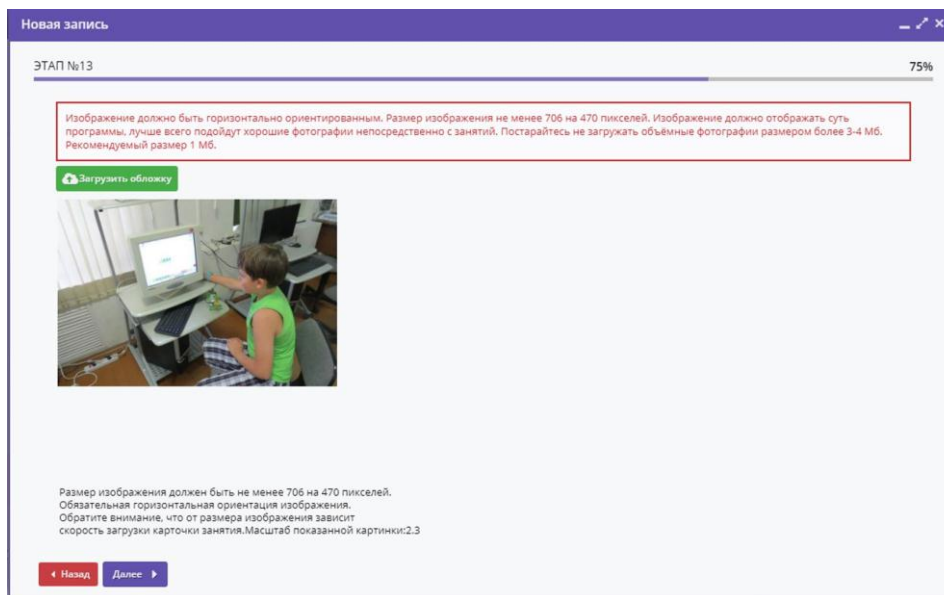 Новая запись
ЭТАП №13
75%
Изображение должно быть горизонтально ориентированным. Размер изображения не менее 706 на 470 пикселей. Изображение должно отображать суть
программы, лучше всего подойдут хорошие фотографии непосредственно с занятий. Постарайтесь не загружать объёмные фотографии размером более 3-4 Мб.
Рекомендуемый размер 1 Мб.
Загрузить обложку
Размер изображения должен быть не менее 706 на 470 пикселей.
Обязательная горизонтальная ориентация изображения.
Обратите внимание, что от размера изображения зависит
скорость загрузки карточки занятия.Масштаб показанной картинки:2.3
Назад
Далее